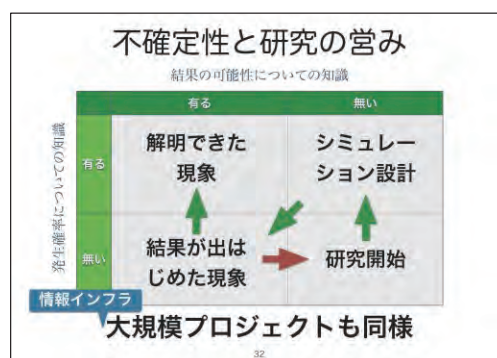 不確定性と研究の営み
結果の可能性についての知識
有る
無い
発生確率についての知識
有る
解明できた
現象
シミュレー
ション設計
無い
結果が出は
じめた現象
研究開始
情報インフラ
大規模プロジェクトも同様
32